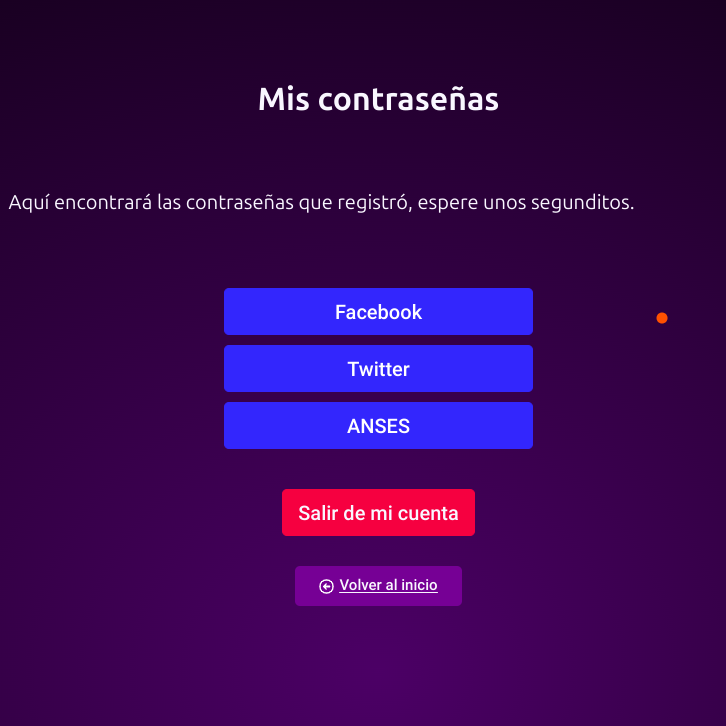 Mis contraseñas
Aquí encontrará las contraseñas que registró, espere unos segunditos.
Facebook
Twitter
ANSES
Salir de mi cuenta
Volver al inicio